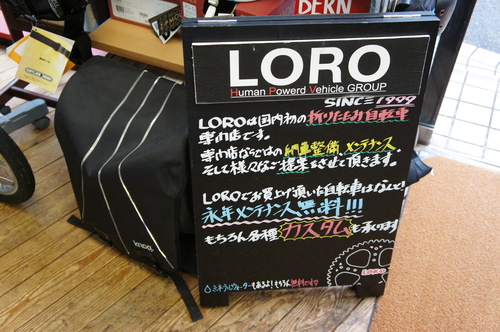 DERN
LORO
Human Powerd Vehicle GROUP
SINCE 1999
LOROは国内初の折りたたみ自転車
専門店です。
専門店ならではの納車整備、メンテナンス、
そして様々なご提案をさせて頂きます。
LOROでお買上げ頂いた自転車はなんと!
永年メンテナンス無料!!!
もちろん各種カスタムも承ります
LORO
knog